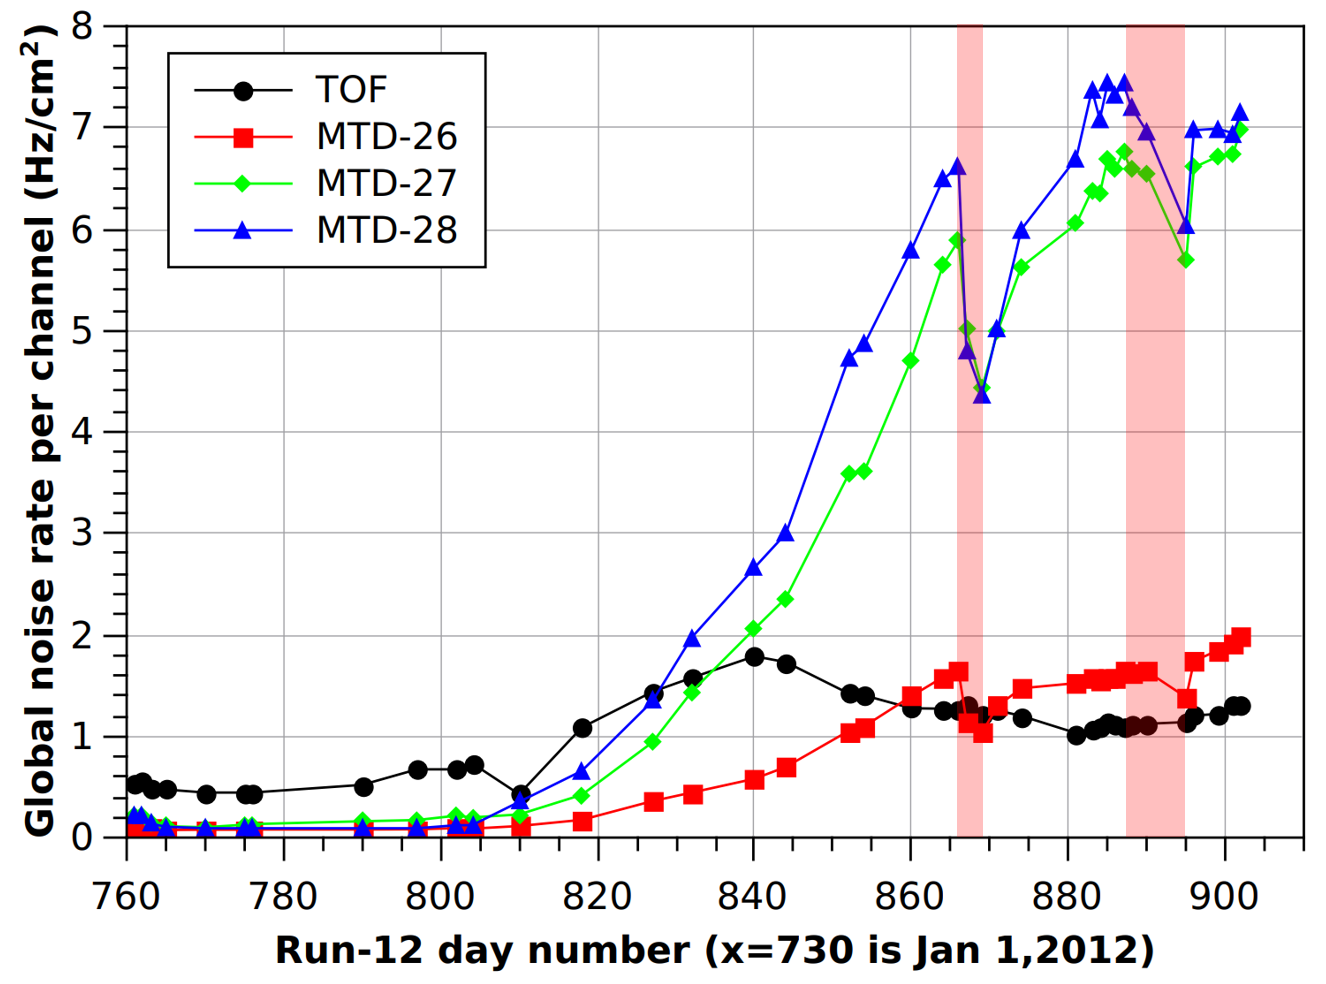 8
7
6
5
4
3
2
1
0
Global noise rate per channel (Hz/cm²)
TOF
MTD-26
MTD-27
MTD-28
760 780 800 820 840 860 880 900
Run-12 day number (x=730 is Jan 1,2012)